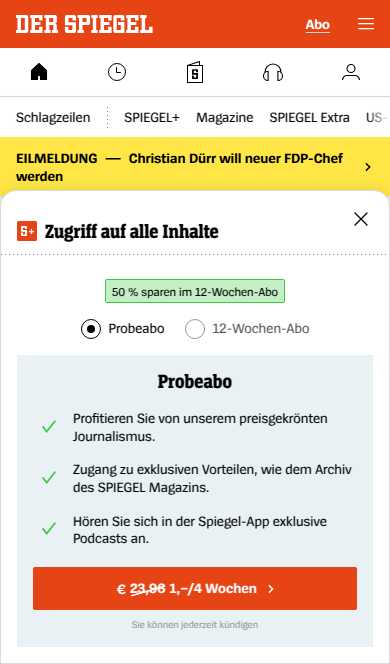 DER SPIEGEL
Abo
Schlagzeilen SPIEGEL+ Magazine SPIEGEL Extra US-
EILMELDUNG — Christian Dürr will neuer FDP-Chef
werden
S+ Zugriff auf alle Inhalte
50 % sparen im 12-Wochen-Abo
Probeabo 12-Wochen-Abo
Probeabo
Profitieren Sie von unserem preisgekrönten
Journalismus.
Zugang zu exklusiven Vorteilen, wie dem Archiv
des SPIEGEL Magazins.
Hören Sie sich in der Spiegel-App exklusive
Podcasts an.
€ 23,96 1,–/4 Wochen
Sie können jederzeit kündigen